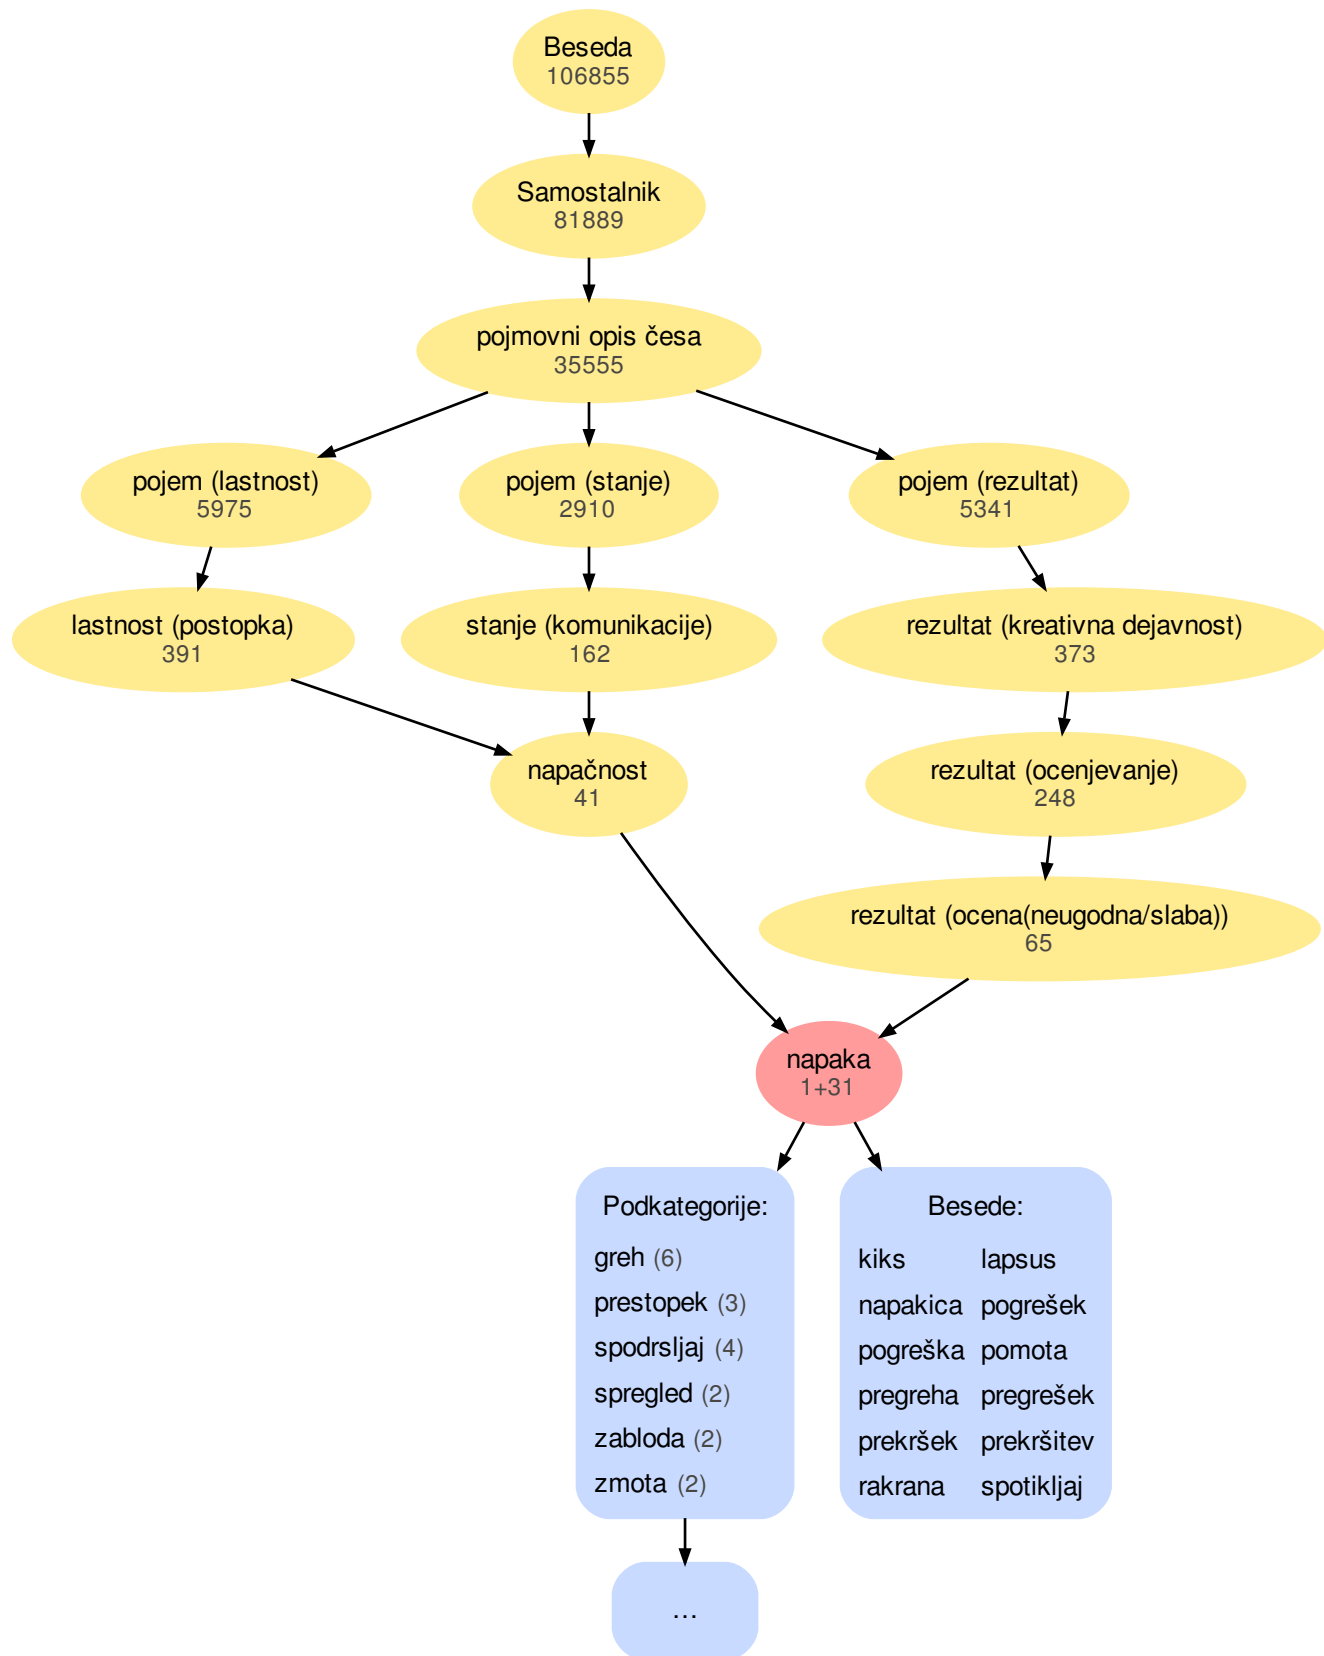 Beseda
106855
Samostalnik
81889
pojmovni opis česa
35555
pojem (lastnost)
5975
pojem (stanje)
2910
pojem (rezultat)
5341
lastnost (postopka)
391
stanje (komunikacije)
162
rezultat (kreativna dejavnost)
373
napačnost
41
rezultat (ocenjevanje)
248
rezultat (ocena(neugodna/slaba))
65
napaka
1+31
Podkategorije:
greh (6)
prestopek (3)
spodrsljaj (4)
spregled (2)
zabloda (2)
zmota (2)
Besede:
kiks lapsus
napakica pogrešek
pogreška pomota
pregreha pregrešek
prekršek prekršitev
rakrana spotikljaj
…